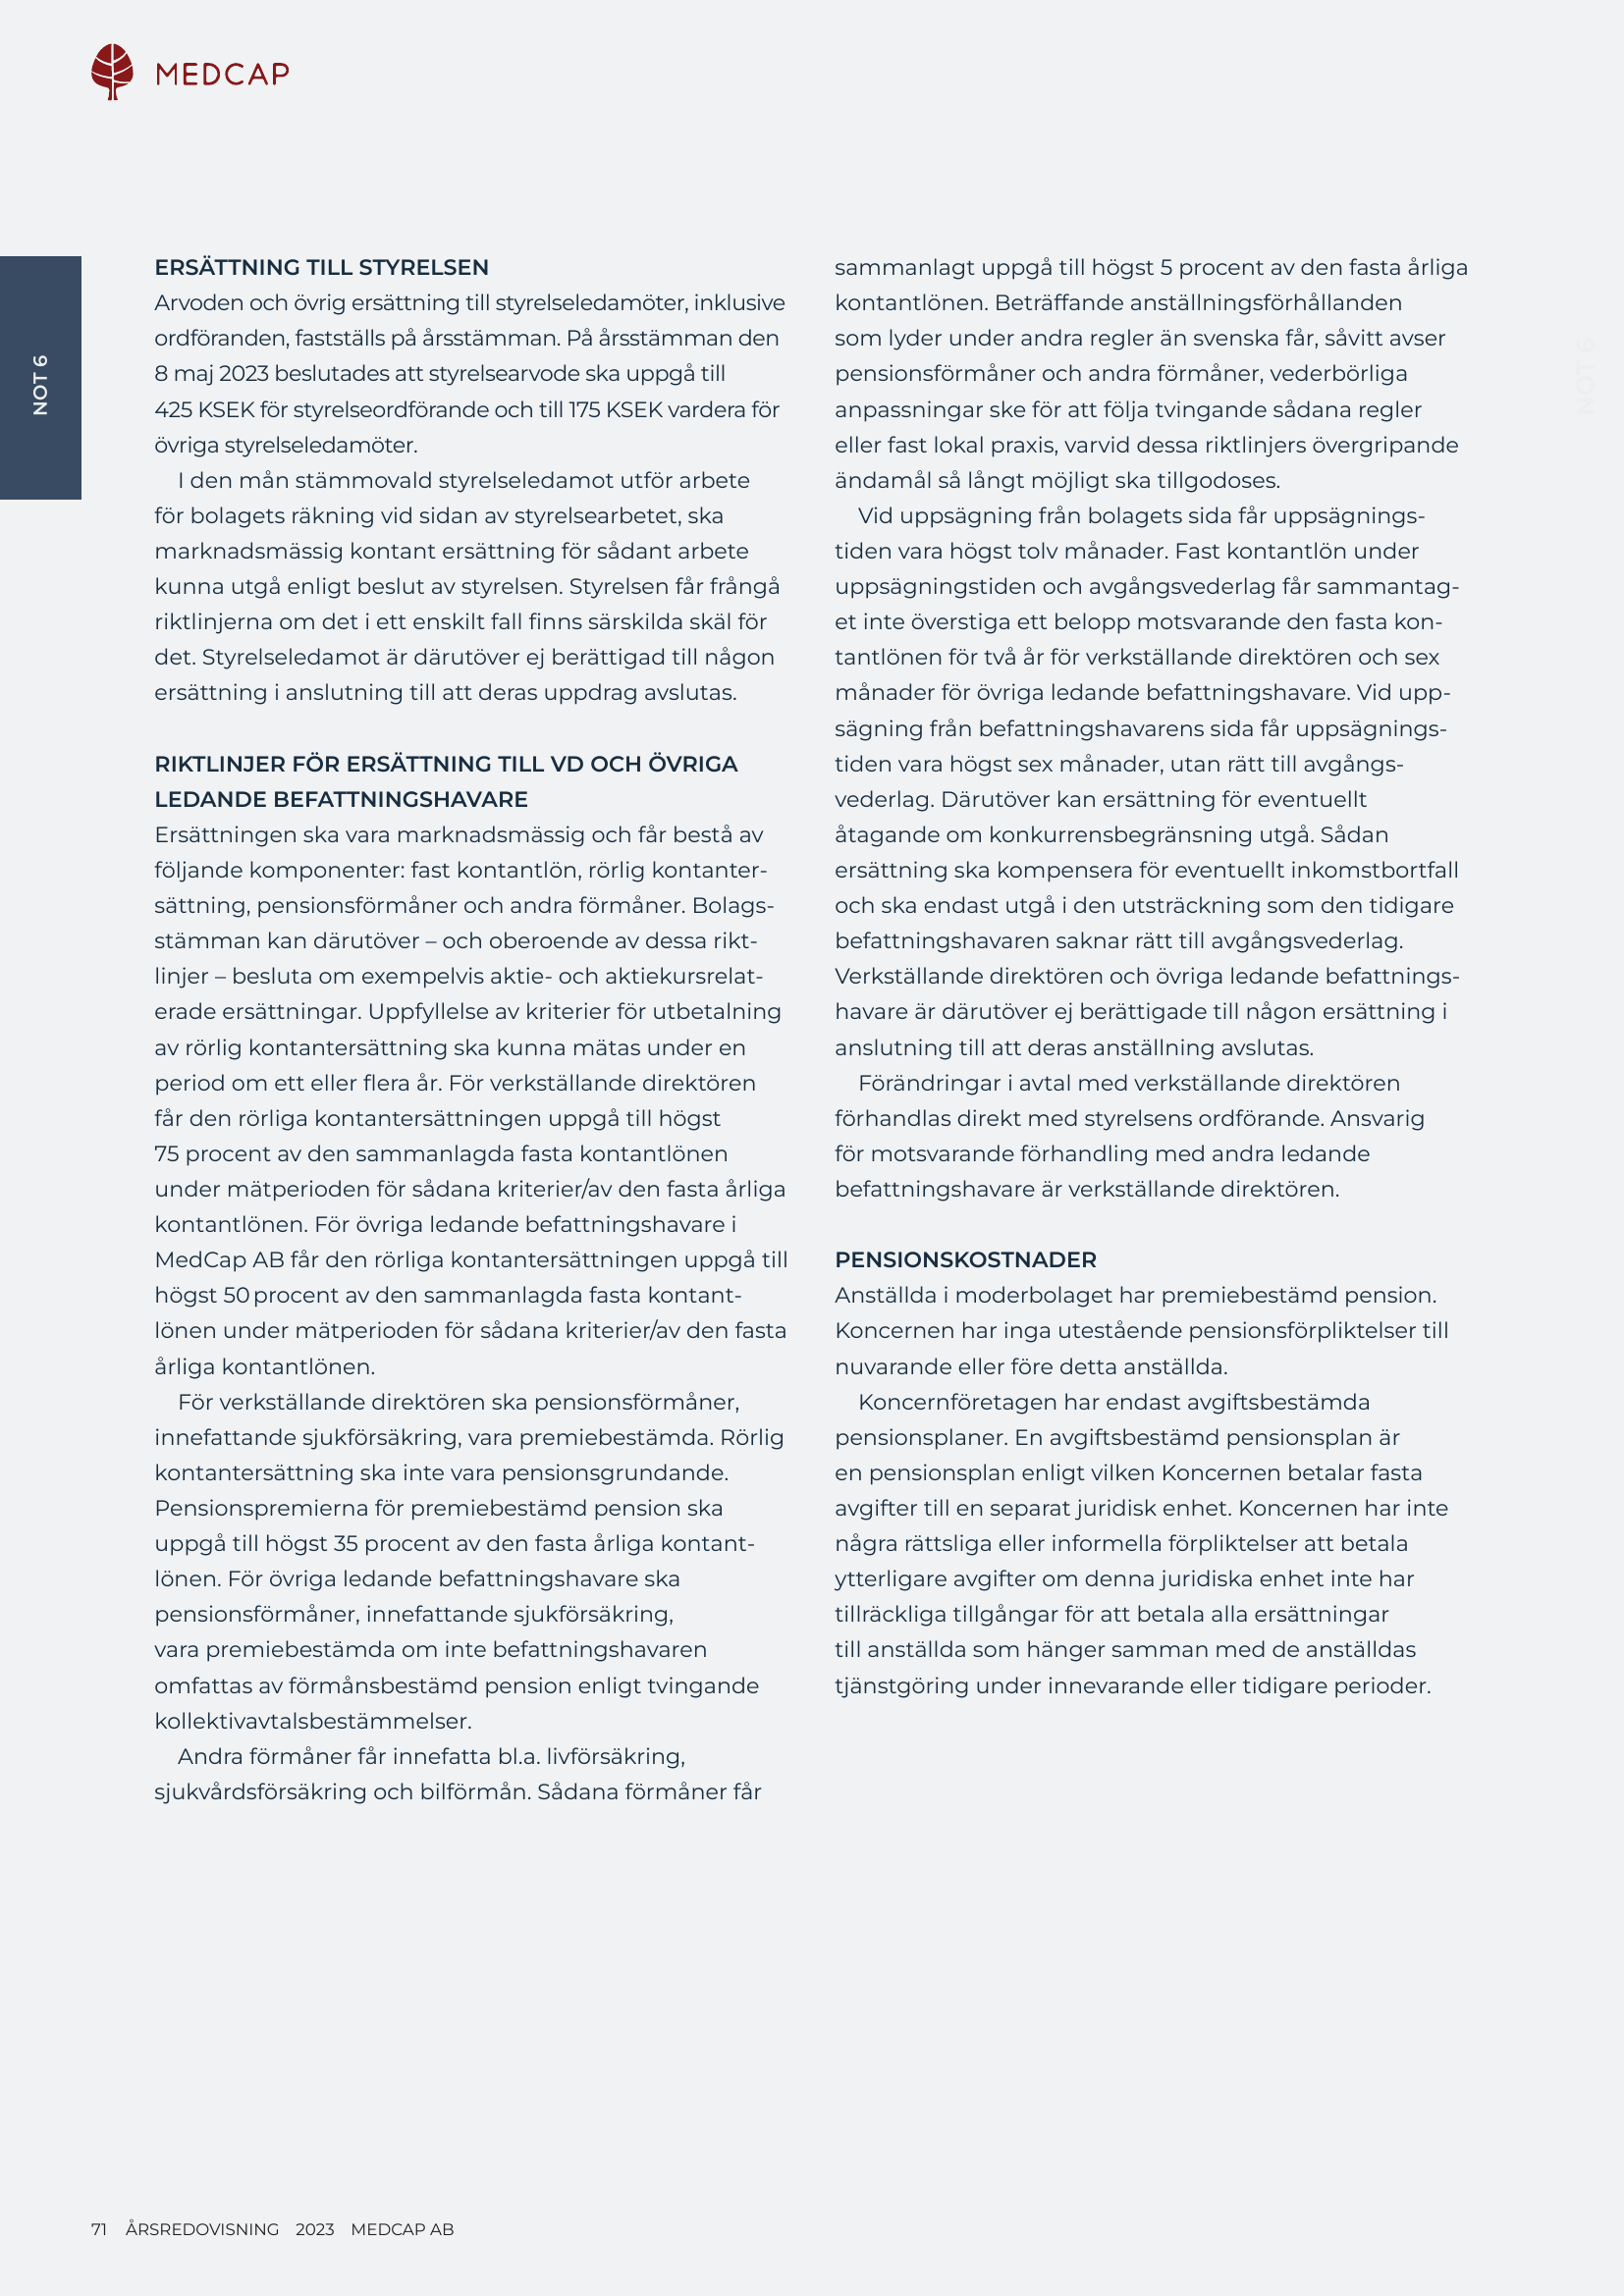 MEDCAP
NOT 6
ERSÄTTNING TILL STYRELSEN
Arvoden och övrig ersättning till styrelseledamöter, inklusive
ordföranden, fastställs på årsstämman. På årsstämman den
8 maj 2023 beslutades att styrelsearvode ska uppgå till
425 KSEK för styrelseordförande och till 175 KSEK vardera för
övriga styrelseledamöter.
I den mån stämmovald styrelseledamot utför arbete
för bolagets räkning vid sidan av styrelsearbetet, ska
marknadsmässig kontant ersättning för sådant arbete
kunna utgå enligt beslut av styrelsen. Styrelsen får frångå
riktlinjerna om det i ett enskilt fall finns särskilda skäl för
det. Styrelseledamot är därutöver ej berättigad till någon
ersättning i anslutning till att deras uppdrag avslutas.
RIKTLINJER FÖR ERSÄTTNING TILL VD OCH ÖVRIGA
LEDANDE BEFATTNINGSHAVARE
Ersättningen ska vara marknadsmässig och får bestå av
följande komponenter: fast kontantlön, rörlig kontanter-
sättning, pensionsförmåner och andra förmåner. Bolags-
stämman kan därutöver – och oberoende av dessa rikt-
linjer – besluta om exempelvis aktie- och aktiekursrelat-
erade ersättningar. Uppfyllelse av kriterier för utbetalning
av rörlig kontantersättning ska kunna mätas under en
period om ett eller flera år. För verkställande direktören
får den rörliga kontantersättningen uppgå till högst
75 procent av den sammanlagda fasta kontantlönen
under mätperioden för sådana kriterier/av den fasta årliga
kontantlönen. För övriga ledande befattningshavare i
MedCap AB får den rörliga kontantersättningen uppgå till
högst 50 procent av den sammanlagda fasta kontant-
lönen under mätperioden för sådana kriterier/av den fasta
årliga kontantlönen.
För verkställande direktören ska pensionsförmåner,
innefattande sjukförsäkring, vara premiebestämda. Rörlig
kontantersättning ska inte vara pensionsgrundande.
Pensionspremierna för premiebestämd pension ska
uppgå till högst 35 procent av den fasta årliga kontant-
lönen. För övriga ledande befattningshavare ska
pensionsförmåner, innefattande sjukförsäkring,
vara premiebestämda om inte befattningshavaren
omfattas av förmånsbestämd pension enligt tvingande
kollektivavtalsbestämmelser.
Andra förmåner får innefatta bl.a. livförsäkring,
sjukvårdsförsäkring och bilförmån. Sådana förmåner får
sammanlagt uppgå till högst 5 procent av den fasta årliga
kontantlönen. Beträffande anställningsförhållanden
som lyder under andra regler än svenska får, såvitt avser
pensionsförmåner och andra förmåner, vederbörliga
anpassningar ske för att följa tvingande sådana regler
eller fast lokal praxis, varvid dessa riktlinjers övergripande
ändamål så långt möjligt ska tillgodoses.
Vid uppsägning från bolagets sida får uppsägnings-
tiden vara högst tolv månader. Fast kontantlön under
uppsägningstiden och avgångsvederlag får sammantag-
et inte överstiga ett belopp motsvarande den fasta kon-
tantlönen för två år för verkställande direktören och sex
månader för övriga ledande befattningshavare. Vid upp-
sägning från befattningshavarens sida får uppsägnings-
tiden vara högst sex månader, utan rätt till avgångs-
vederlag. Därutöver kan ersättning för eventuellt
åtagande om konkurrensbegränsning utgå. Sådan
ersättning ska kompensera för eventuellt inkomstbortfall
och ska endast utgå i den utsträckning som den tidigare
befattningshavaren saknar rätt till avgångsvederlag.
Verkställande direktören och övriga ledande befattnings-
havare är därutöver ej berättigade till någon ersättning i
anslutning till att deras anställning avslutas.
Förändringar i avtal med verkställande direktören
förhandlas direkt med styrelsens ordförande. Ansvarig
för motsvarande förhandling med andra ledande
befattningshavare är verkställande direktören.
PENSIONSKOSTNADER
Anställda i moderbolaget har premiebestämd pension.
Koncernen har inga utestående pensionsförpliktelser till
nuvarande eller före detta anställda.
Koncernföretagen har endast avgiftsbestämda
pensionsplaner. En avgiftsbestämd pensionsplan är
en pensionsplan enligt vilken Koncernen betalar fasta
avgifter till en separat juridisk enhet. Koncernen har inte
några rättsliga eller informella förpliktelser att betala
ytterligare avgifter om denna juridiska enhet inte har
tillräckliga tillgångar för att betala alla ersättningar
till anställda som hänger samman med de anställdas
tjänstgöring under innevarande eller tidigare perioder.
NOT 6
71 ÅRSREDOVISNING 2023 MEDCAP AB